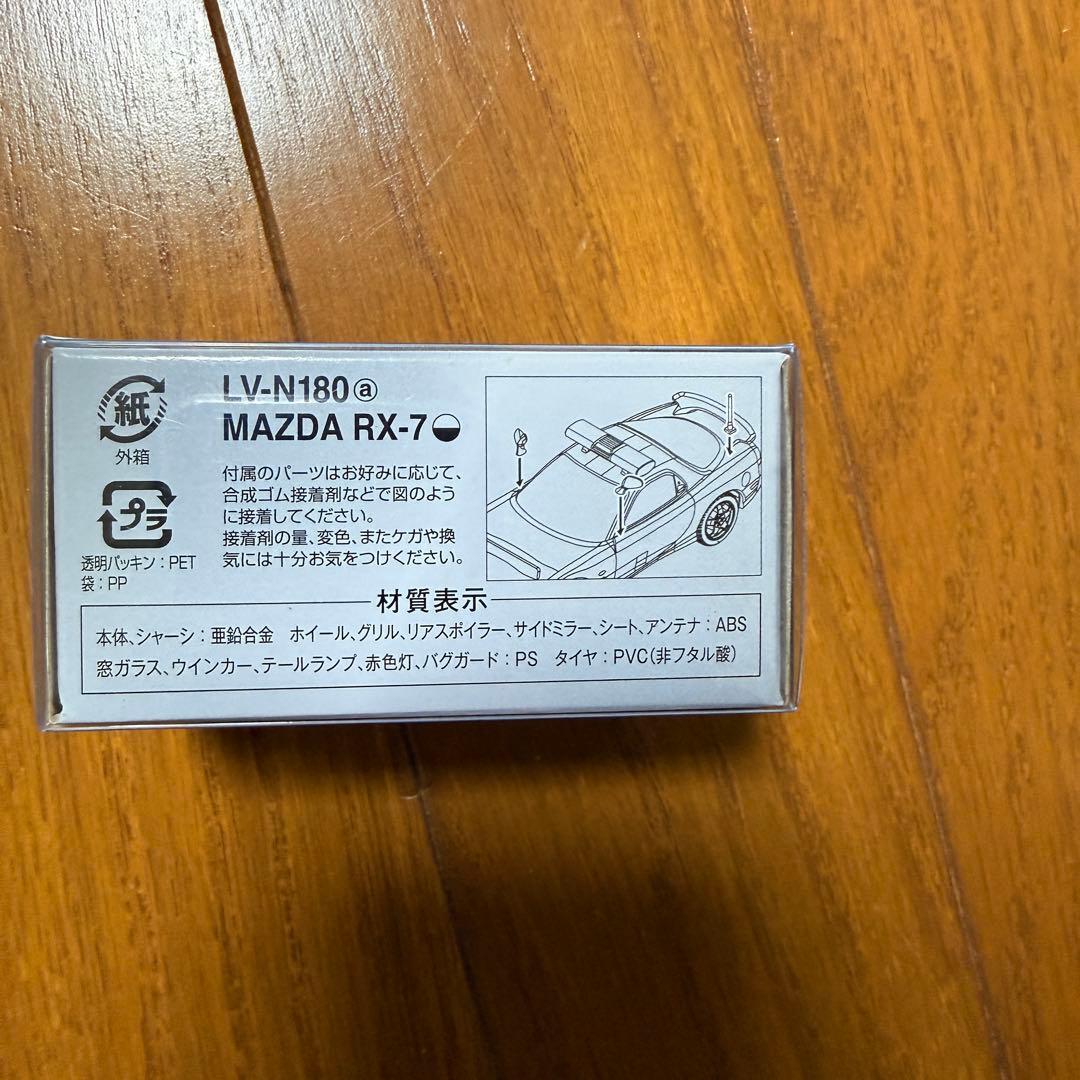 紙
外箱
プラ
透明パッキン：PET
袋：PP
LV-N180ⓐ
MAZDA RX-7
付属のパーツはお好みに応じて、
合成ゴム接着剤などで図のよう
に接着してください。
接着剤の量、変色、またケガや換
気には十分お気をつけください。
材質表示
本体、シャーシ：亜鉛合金　ホイール、グリル、リアスポイラー、サイドミラー、シート、アンテナ：ABS
窓ガラス、ウインカー、テールランプ、赤色灯、バグガード：PS　タイヤ：PVC（非フタル酸）